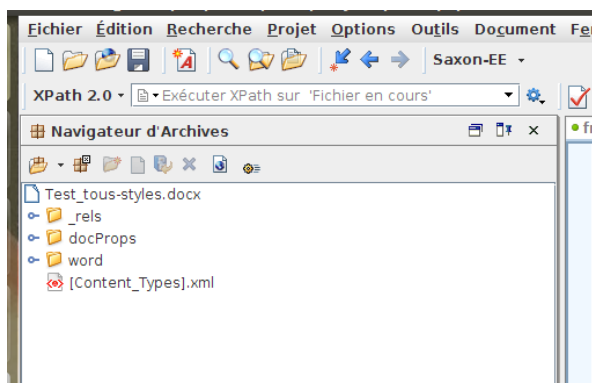 Fichier Édition Recherche Projet Options Outils Document
Saxon-EE
XPath 2.0 Exécuter XPath sur 'Fichier en cours'
Navigateur d'Archives
Test_tous-styles.docx
_rels
docProps
word
[Content_Types].xml